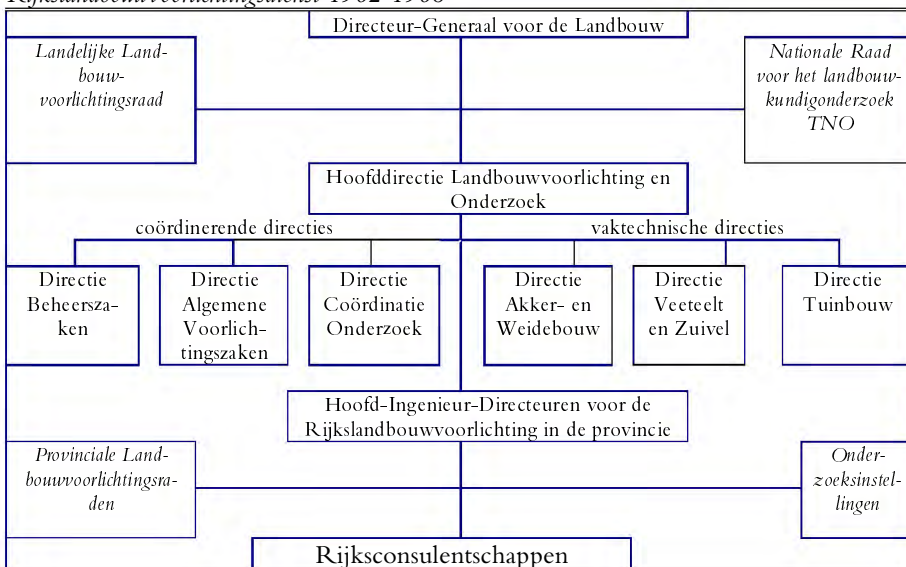 Rijkslandbouwvoorlichtingsdienst 1962-1966
Directeur-Generaal voor de Landbouw
Landelijke Land-
bouw-
voorlichtingsraad
Nationale Raad
voor het landbouw-
kundigonderzoek
TNO
Hoofddirectie Landbouwvoorlichting en
Onderzoek
coördinerende directies
vaktechnische directies
Directie
Beheersza-
ken
Directie
Algemene
Voorlich-
tingszaken
Directie
Coördinatie
Onderzoek
Directie
Akker- en
Weidebouw
Directie
Veeteelt
en Zuivel
Directie
Tuinbouw
Hoofd-Ingenieur-Directeuren voor de
Rijkslandbouwvoorlichting in de provincie
Provinciale Land-
bouwvoorlichtingsra-
den
Onder-
zoeksinstel-
lingen
Rijksconsulentschappen